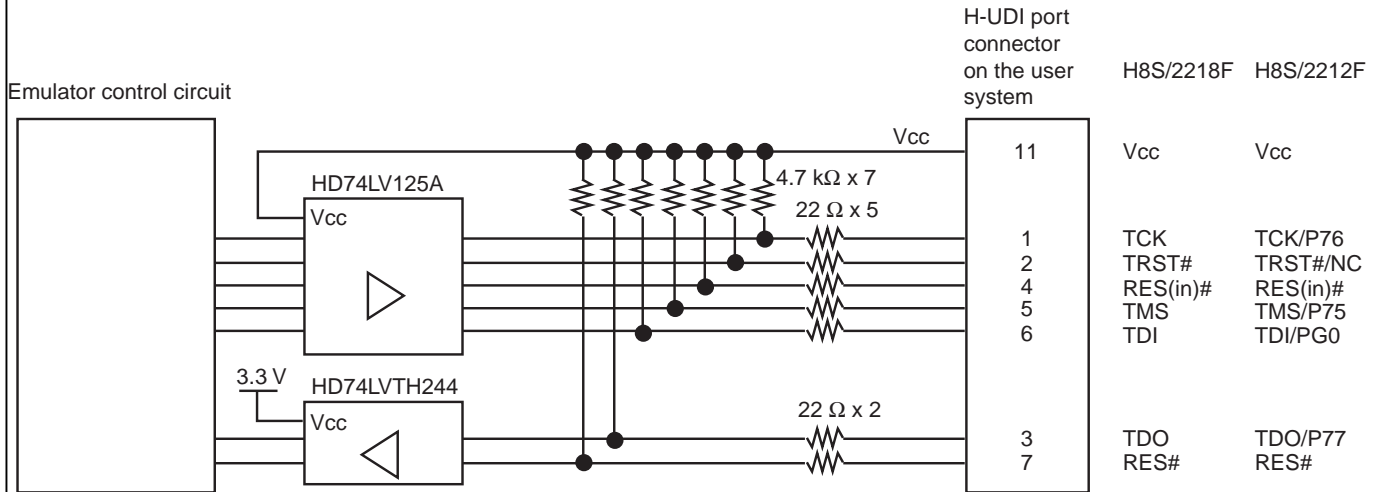 H-UDI port
connector
on the user
system
H8S/2218F H8S/2212F
Emulator control circuit
Vcc
11 Vcc Vcc
HD74LV125A
4.7 kΩ x 7
Vcc
22 Ω x 5
1 TCK TCK/P76
2 TRST# TRST#/NC
4 RES(in)# RES(in)#
5 TMS TMS/P75
6 TDI TDI/PG0
3.3 V
HD74LVTH244
Vcc
22 Ω x 2
3 TDO TDO/P77
7 RES# RES#